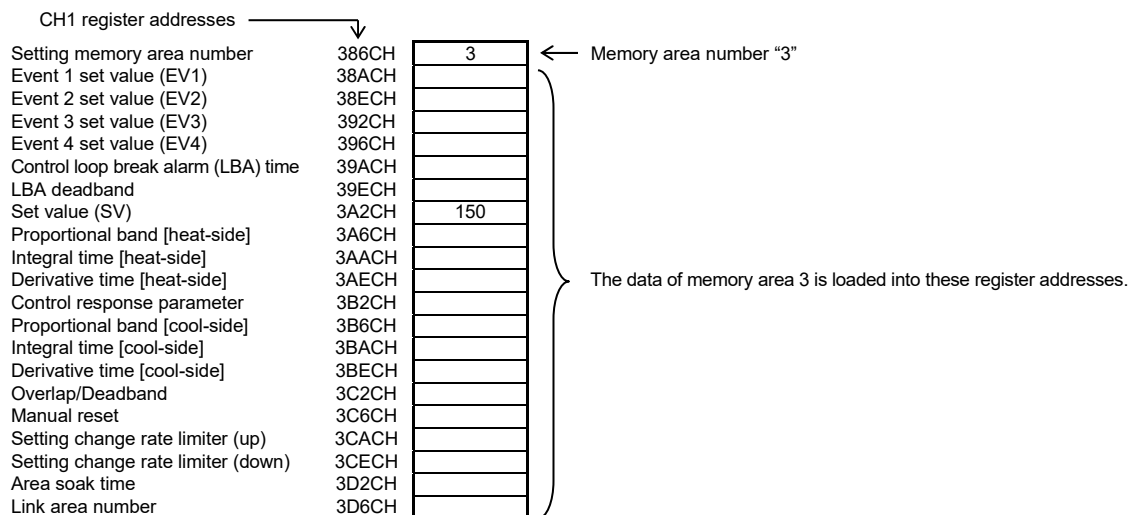 CH1 register addresses
Setting memory area number 386CH 3 Memory area number “3”
Event 1 set value (EV1) 38ACH
Event 2 set value (EV2) 38ECH
Event 3 set value (EV3) 392CH
Event 4 set value (EV4) 396CH
Control loop break alarm (LBA) time 39ACH
LBA deadband 39ECH
Set value (SV) 3A2CH 150
Proportional band [heat-side] 3A6CH
Integral time [heat-side] 3AACH
Derivative time [heat-side] 3AECH The data of memory area 3 is loaded into these register addresses.
Control response parameter 3B2CH
Proportional band [cool-side] 3B6CH
Integral time [cool-side] 3BACH
Derivative time [cool-side] 3BECH
Overlap/Deadband 3C2CH
Manual reset 3C6CH
Setting change rate limiter (up) 3CACH
Setting change rate limiter (down) 3CECH
Area soak time 3D2CH
Link area number 3D6CH